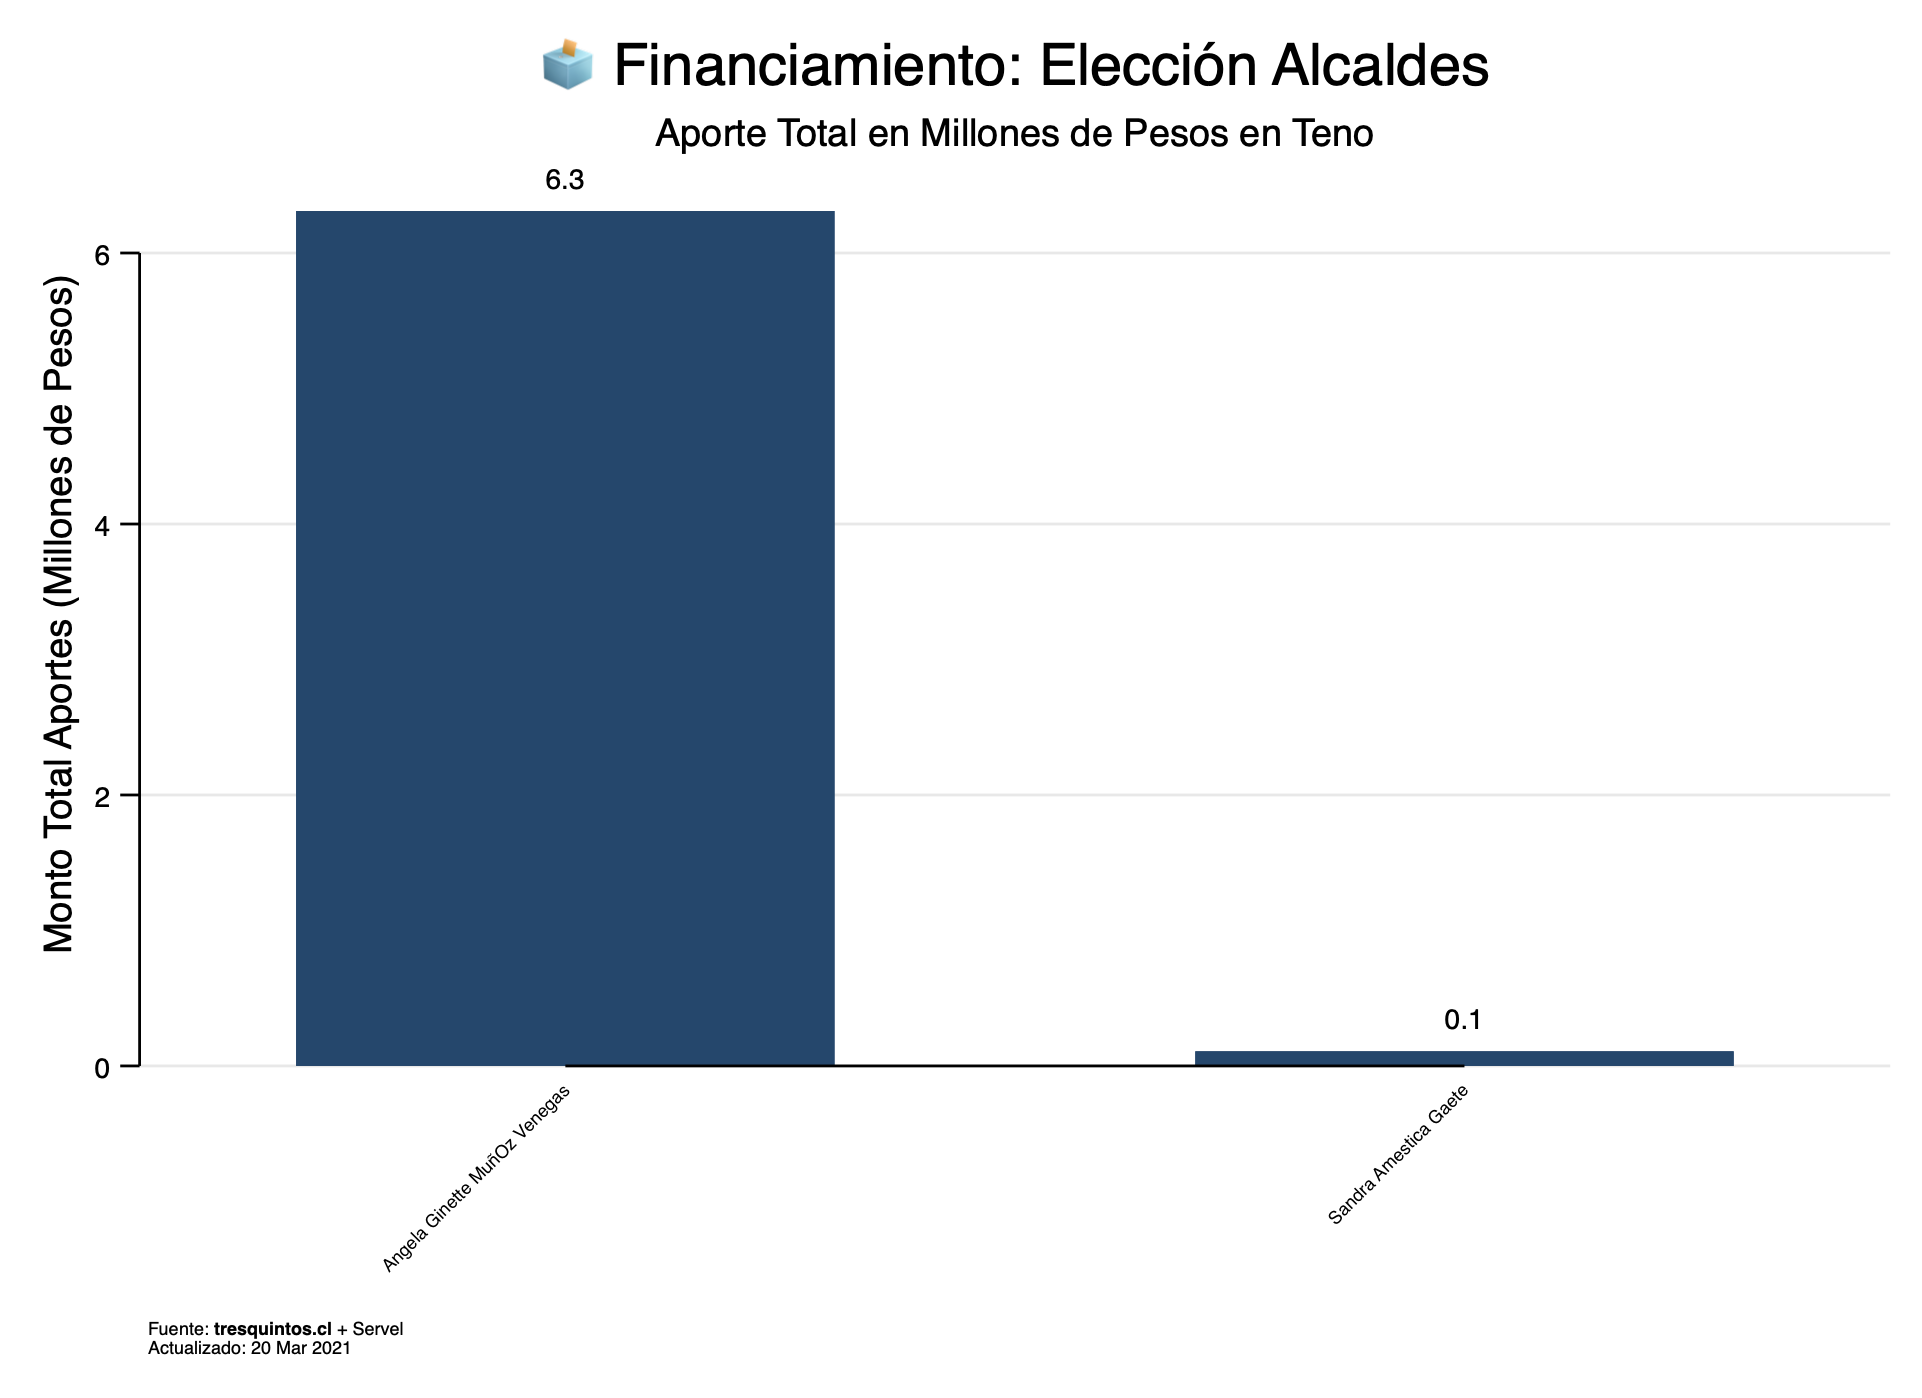 Financiamiento: Elección Alcaldes
Aporte Total en Millones de Pesos en Teno
Monto Total Aportes (Millones de Pesos)
6
4
2
0
6.3
0.1
Angela Ginette MuñOz Venegas
Sandra Amestica Gaete
Fuente: tresquintos.cl + Servel
Actualizado: 20 Mar 2021